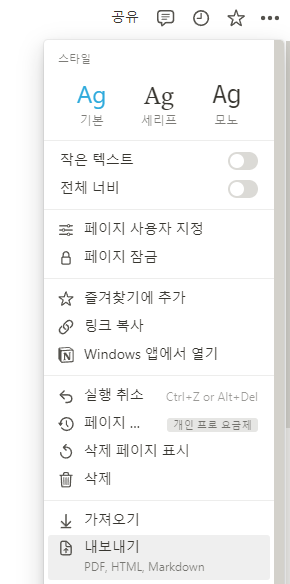 공유
스타일
Ag Ag Ag
기본 세리프 모노
작은 텍스트
전체 너비
페이지 사용자 지정
페이지 잠금
즐겨찾기에 추가
링크 복사
Windows 앱에서 열기
실행 취소 Ctrl+Z or Alt+Del
페이지 ... 개인 프로 요금제
삭제 페이지 표시
삭제
가져오기
내보내기
PDF, HTML, Markdown